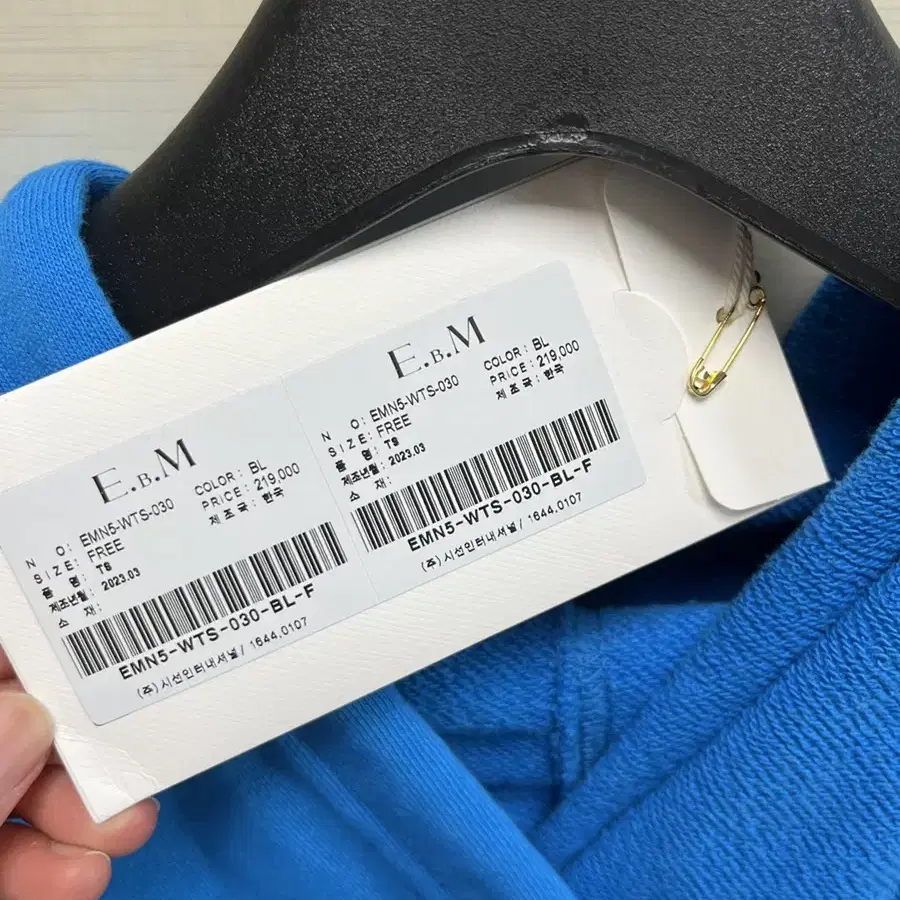 E.B.M
N O: EMN5-WTS-030 COLOR: BL
SIZE: FREE PRICE: 219,000
품 명: TS 제조국: 한국
제조년월: 2023.03
소 재:
EMN5-WTS-030-BL-F
(주)시선인터내셔널/ 1644.0107
E.B.M
N O: EMN5-WTS-030 COLOR: BL
SIZE: FREE PRICE: 219,000
품 명: TS 제조국: 한국
제조년월: 2023.03
소 재:
EMN5-WTS-030-BL-F
(주)시선인터내셔널/ 1644.0107